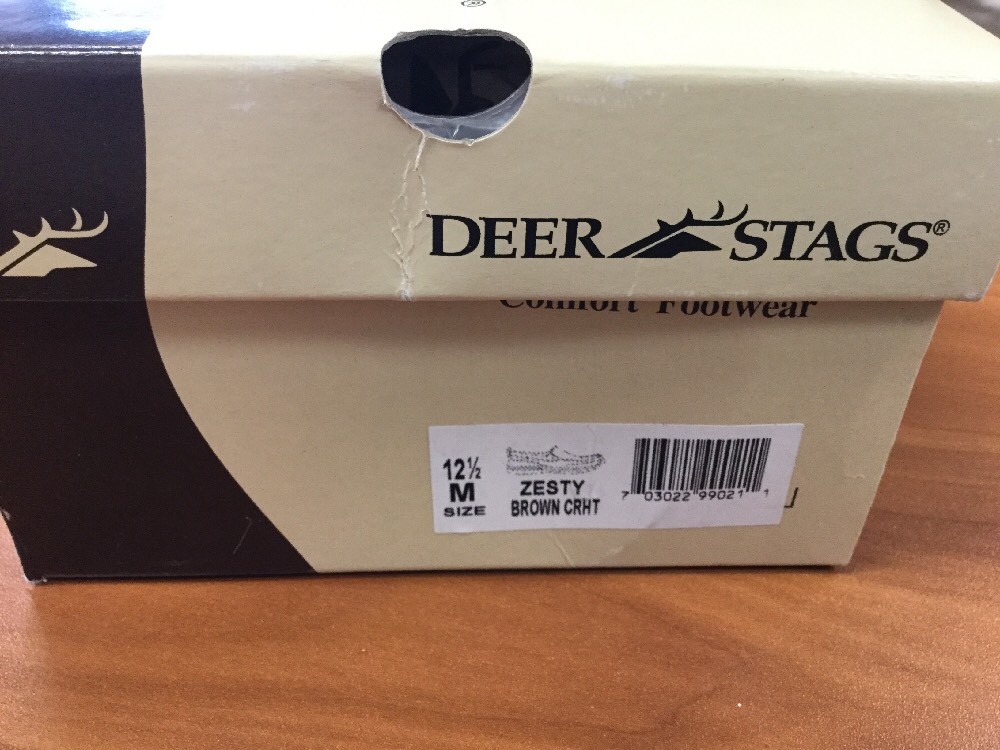 ®
DEER STAGS®
Comfort Footwear
12½
M
SIZE
ZESTY
BROWN CRHT
7 03022 99021 1